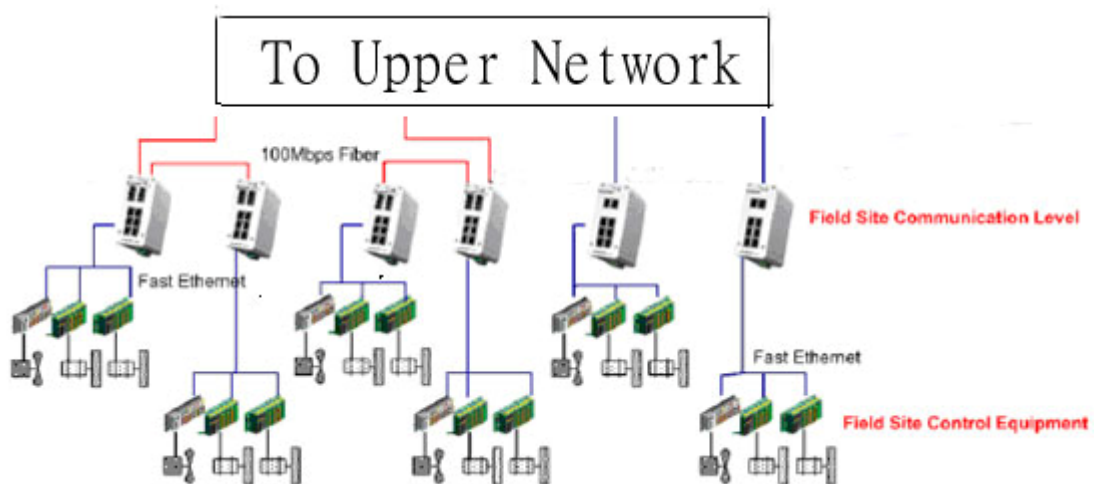 To Upper Network
100Mbps Fiber
Field Site Communication Level
Fast Ethernet
Fast Ethernet
Field Site Control Equipment